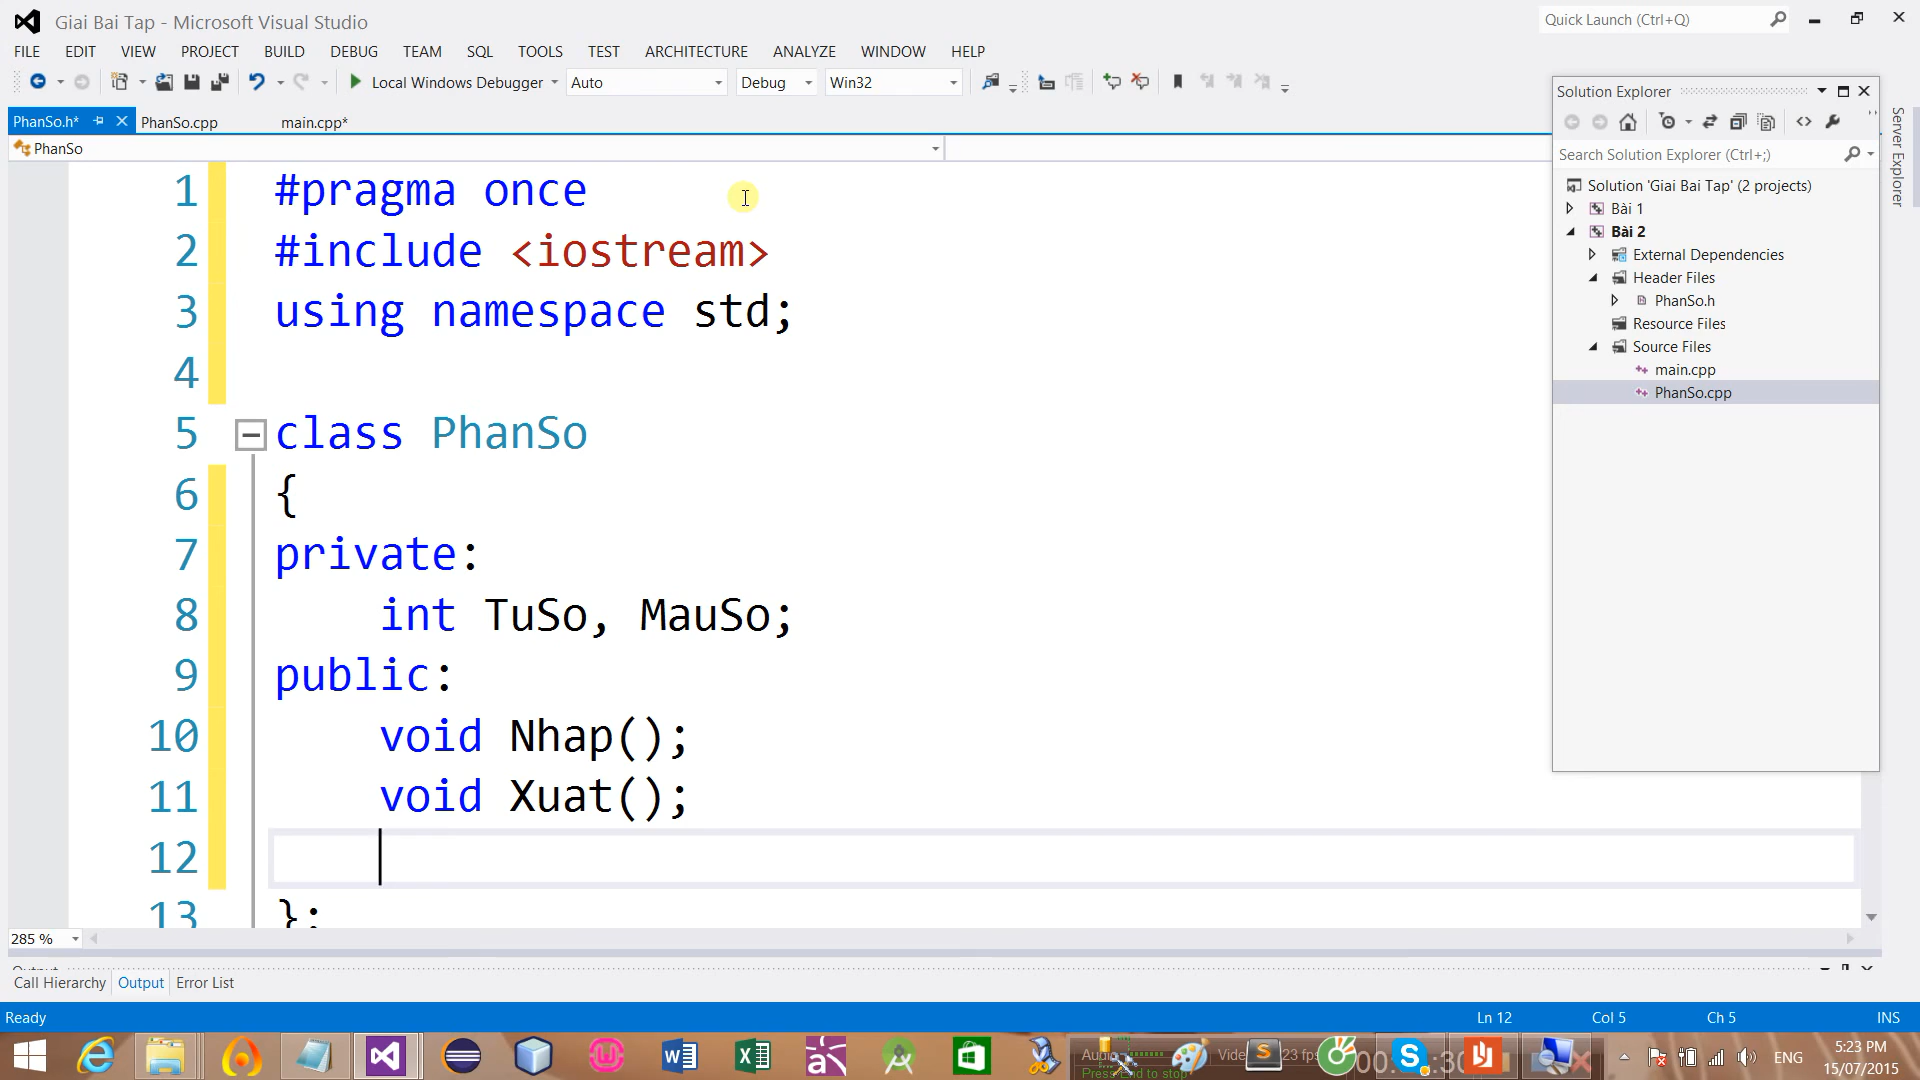 Giai Bai Tap - Microsoft Visual Studio
Quick Launch (Ctrl+Q)
FILE EDIT VIEW PROJECT BUILD DEBUG TEAM SQL TOOLS TEST ARCHITECTURE ANALYZE WINDOW HELP
Local Windows Debugger Auto Debug Win32
PhanSo.h* PhanSo.cpp main.cpp*
PhanSo
1 #pragma once
2 #include <iostream>
3 using namespace std;
4
5 class PhanSo
6 {
7 private:
8 int TuSo, MauSo;
9 public:
10 void Nhap();
11 void Xuat();
12
13 };
285 %
Solution Explorer
Search Solution Explorer (Ctrl+;)
Solution 'Giai Bai Tap' (2 projects)
Bài 1
Bài 2
External Dependencies
Header Files
PhanSo.h
Resource Files
Source Files
main.cpp
PhanSo.cpp
Server Explorer
Output
Call Hierarchy Output Error List
Ready Ln 12 Col 5 Ch 5 INS
ENG
5:23 PM
15/07/2015
Press End to stop